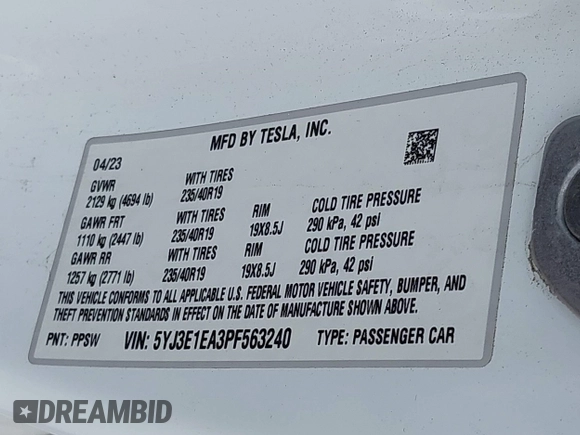 MFD BY TESLA, INC.
04/23
GVWR WITH TIRES
2129 kg (4694 lb) 235/40R19
GAWR FRT WITH TIRES RIM COLD TIRE PRESSURE
1110 kg (2447 lb) 235/40R19 19X8.5J 290 kPa, 42 psi
GAWR RR WITH TIRES RIM COLD TIRE PRESSURE
1257 kg (2771 lb) 235/40R19 19X8.5J 290 kPa, 42 psi
THIS VEHICLE CONFORMS TO ALL APPLICABLE U.S. FEDERAL MOTOR VEHICLE SAFETY, BUMPER, AND
THEFT PREVENTION STANDARDS IN EFFECT ON THE DATE OF MANUFACTURE SHOWN ABOVE.
PNT: PPSW VIN: 5YJ3E1EA3PF563240 TYPE: PASSENGER CAR
DREAMBID